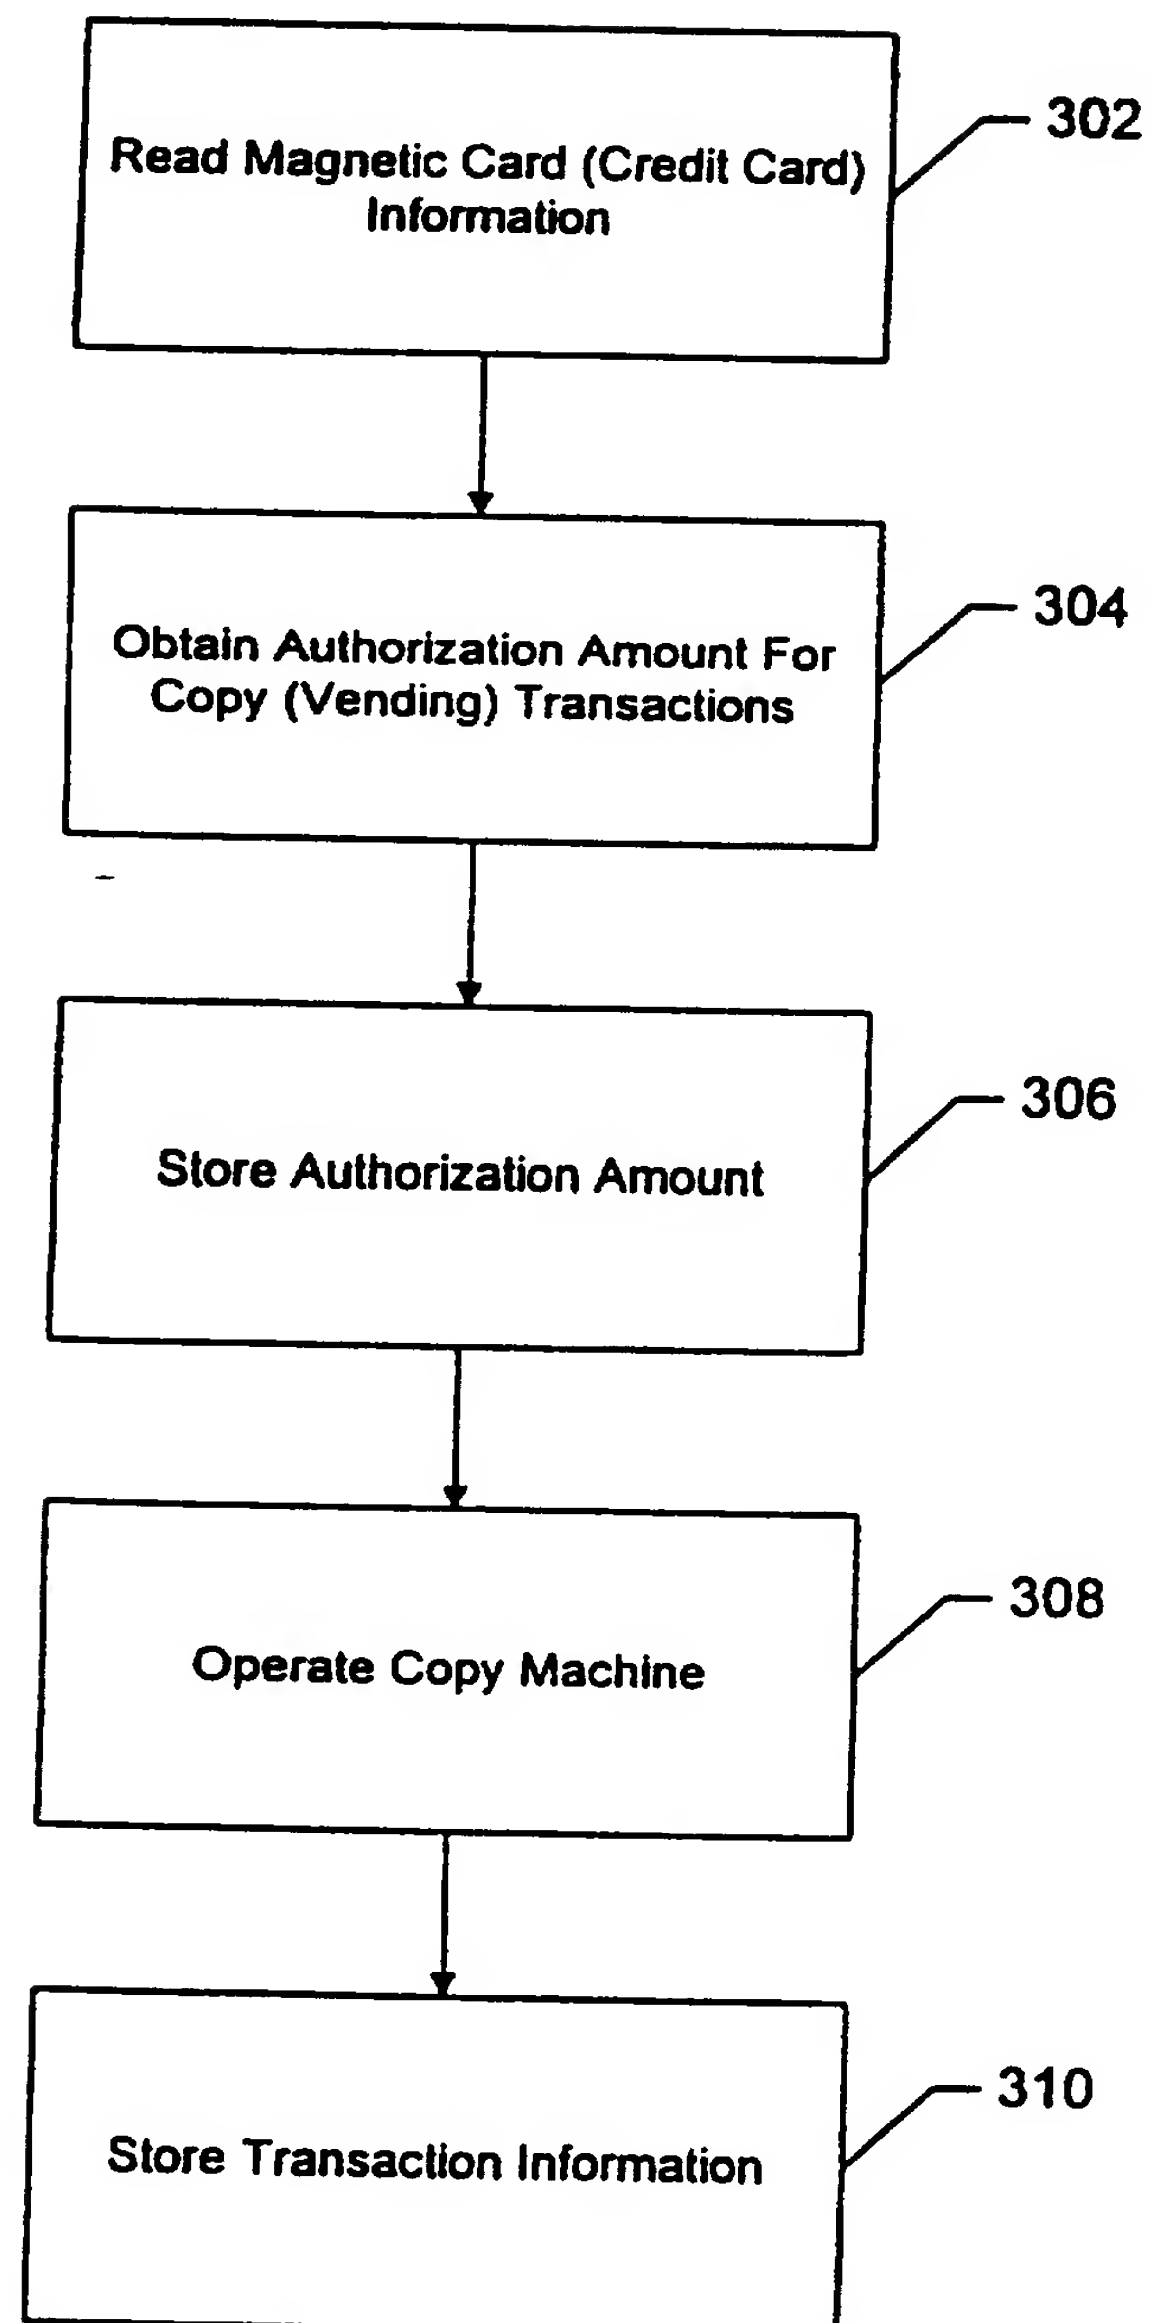 Read Magnetic Card (Credit Card)
Information
302
Obtain Authorization Amount For
Copy (Vending) Transactions
304
Store Authorization Amount
306
Operate Copy Machine
308
Store Transaction Information
310